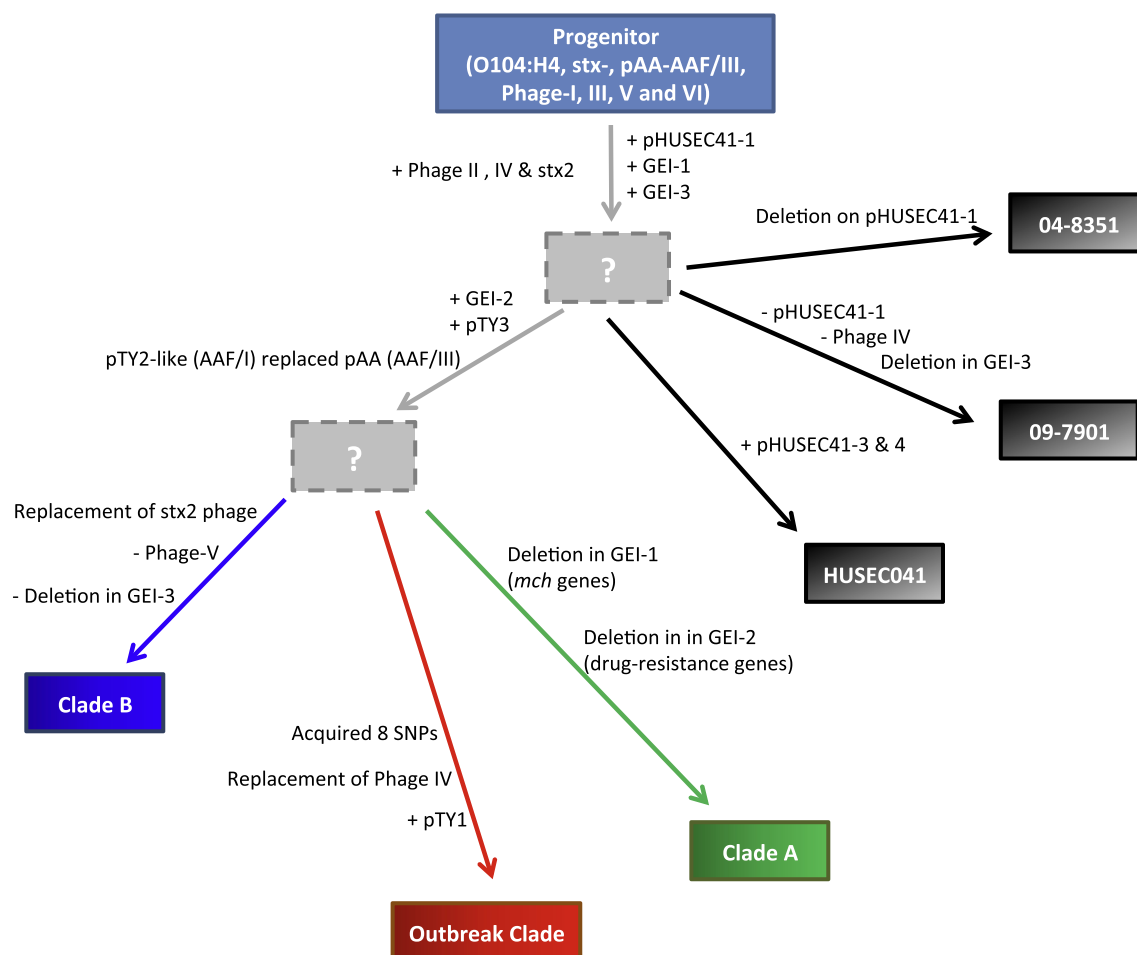 Progenitor
(O104:H4, stx-, pAA-AAF/III,
Phage-I, III, V and VI)
+ Phage II , IV & stx2
+ pHUSEC41-1
+ GEI-1
+ GEI-3
Deletion on pHUSEC41-1
04-8351
?
+ GEI-2
+ pTY3
pTY2-like (AAF/I) replaced pAA (AAF/III)
- pHUSEC41-1
- Phage IV
Deletion in GEI-3
09-7901
+ pHUSEC41-3 & 4
HUSEC041
?
Replacement of stx2 phage
- Phage-V
- Deletion in GEI-3
Clade B
Deletion in GEI-1
(mch genes)
Deletion in in GEI-2
(drug-resistance genes)
Acquired 8 SNPs
Replacement of Phage IV
+ pTY1
Clade A
Outbreak Clade